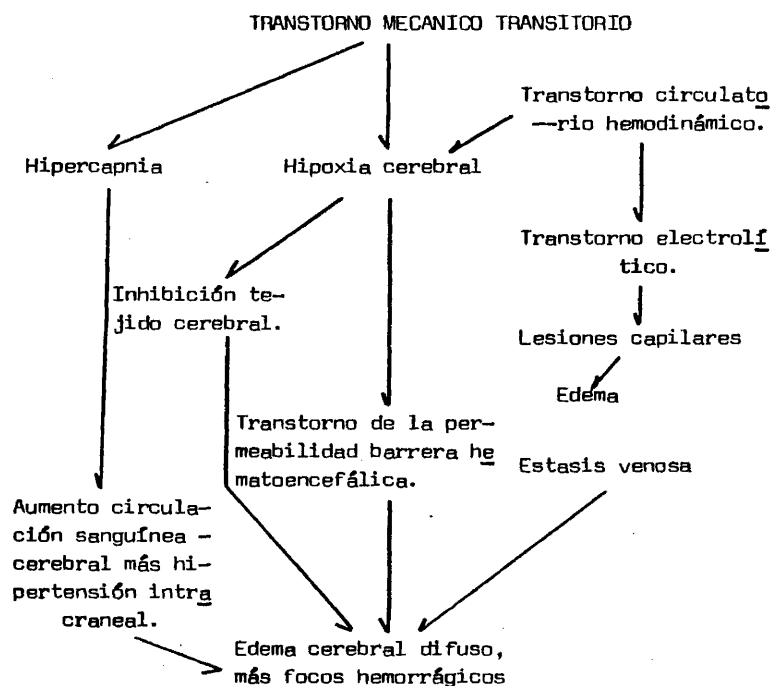 TRANSTORNO MECANICO TRANSITORIO
Transtorno circulato
—rio hemodinámico.
Hipercapnia
Hipoxia cerebral
Transtorno electrolí
tico.
Inhibición te-
jido cerebral.
Lesiones capilares
Edema
Transtorno de la per-
meabilidad barrera he
matoencefálica.
Estasis venosa
Aumento circula-
ción sanguínea -
cerebral más hi-
pertensión intra
craneal.
Edema cerebral difuso,
más focos hemorrágicos